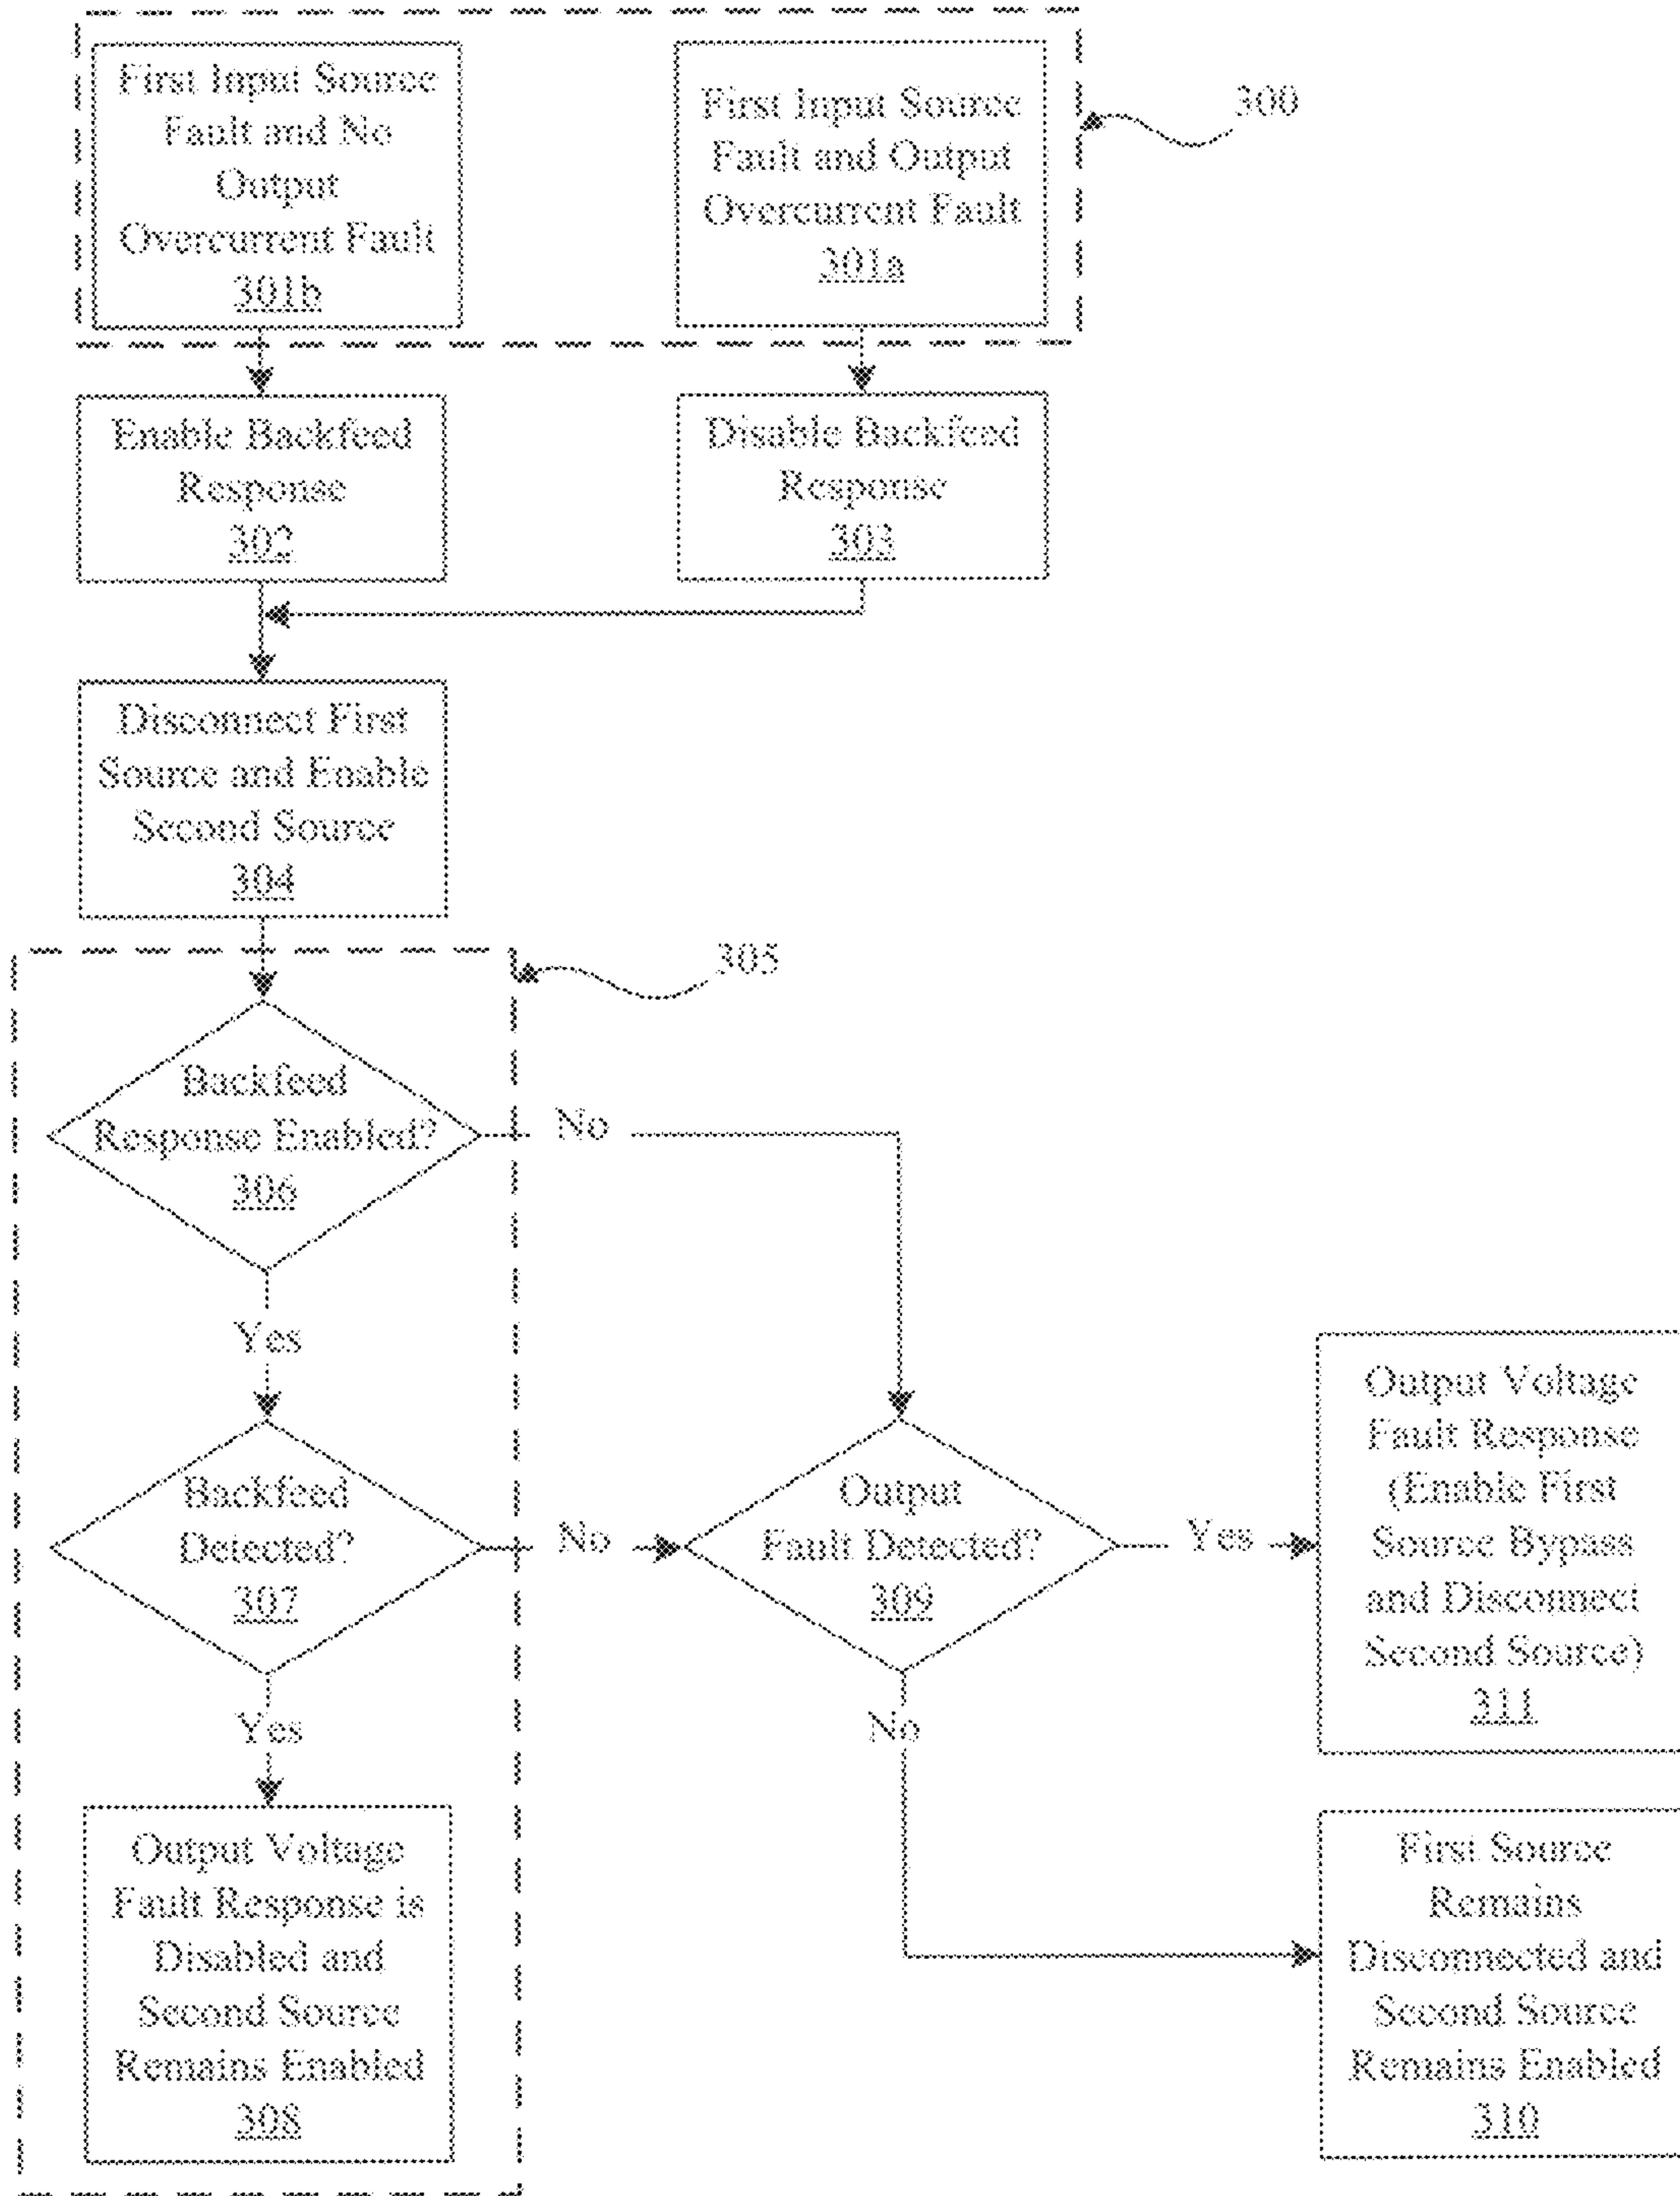 First Input Source
Fault and No
Output
Overcurrent Fault
301b
First Input Source
Fault and Output
Overcurrent Fault
301a
300
Enable Backfeed
Response
302
Disable Backfeed
Response
303
Disconnect First
Source and Enable
Second Source
304
305
Backfeed
Response Enabled?
306
No
Yes
Backfeed
Detected?
307
No
Output
Fault Detected?
309
Yes
Output Voltage
Fault Response
(Enable First
Source Bypass
and Disconnect
Second Source)
311
Yes
No
Output Voltage
Fault Response is
Disabled and
Second Source
Remains Enabled
308
First Source
Remains
Disconnected and
Second Source
Remains Enabled
310